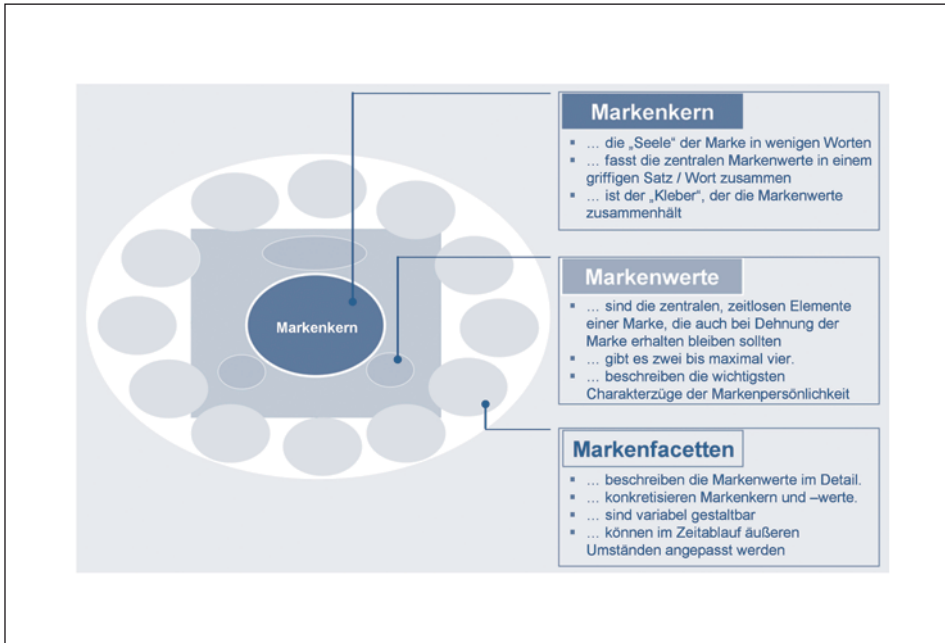 Markenkern
Markenkern
▪ ... die „Seele“ der Marke in wenigen Worten
▪ ... fasst die zentralen Markenwerte in einem
griffigen Satz / Wort zusammen
▪ ... ist der „Kleber“, der die Markenwerte
zusammenhält
Markenwerte
▪ ... sind die zentralen, zeitlosen Elemente
einer Marke, die auch bei Dehnung der
Marke erhalten bleiben sollten
▪ ... gibt es zwei bis maximal vier.
▪ ... beschreiben die wichtigsten
Charakterzüge der Markenpersönlichkeit
Markenfacetten
▪ ... beschreiben die Markenwerte im Detail.
▪ ... konkretisieren Markenkern und –werte.
▪ ... sind variabel gestaltbar
▪ ... können im Zeitablauf äußeren
Umständen angepasst werden